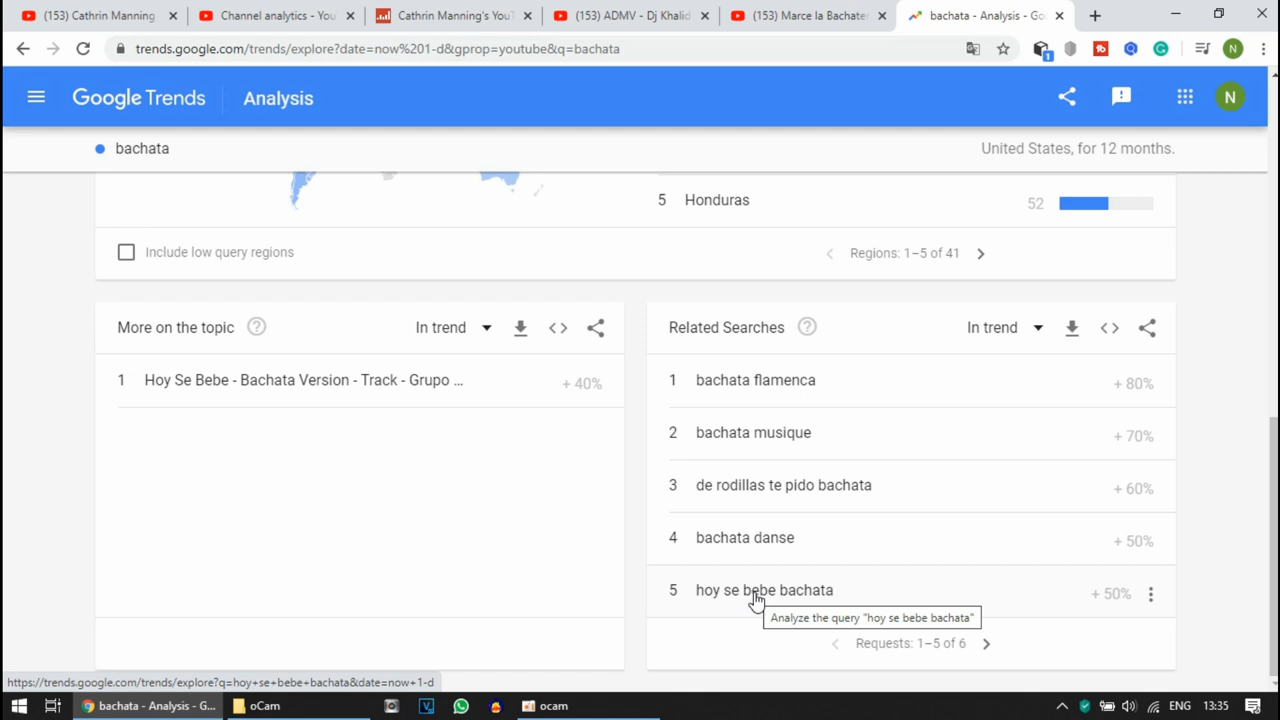 (153) Cathrin Manning
Channel analytics - You
Cathrin Manning's YouT
(153) ADMV - Dj Khalid
(153) Marce la Bachater
bachata - Analysis - Go
trends.google.com/trends/explore?date=now%201-d&gprop=youtube&q=bachata
1
N
Google Trends
Analysis
N
bachata
United States, for 12 months.
5 Honduras 52
Include low query regions
Regions: 1–5 of 41
More on the topic
In trend
1 Hoy Se Bebe - Bachata Version - Track - Grupo ... + 40%
Related Searches
In trend
1 bachata flamenca + 80%
2 bachata musique + 70%
3 de rodillas te pido bachata + 60%
4 bachata danse + 50%
5 hoy se bebe bachata + 50%
Analyze the query "hoy se bebe bachata"
Requests: 1–5 of 6
https://trends.google.com/trends/explore?q=hoy+se+bebe+bachata&date=now+1-d
bachata - Analysis - G...
oCam
ocam
ENG
13:35